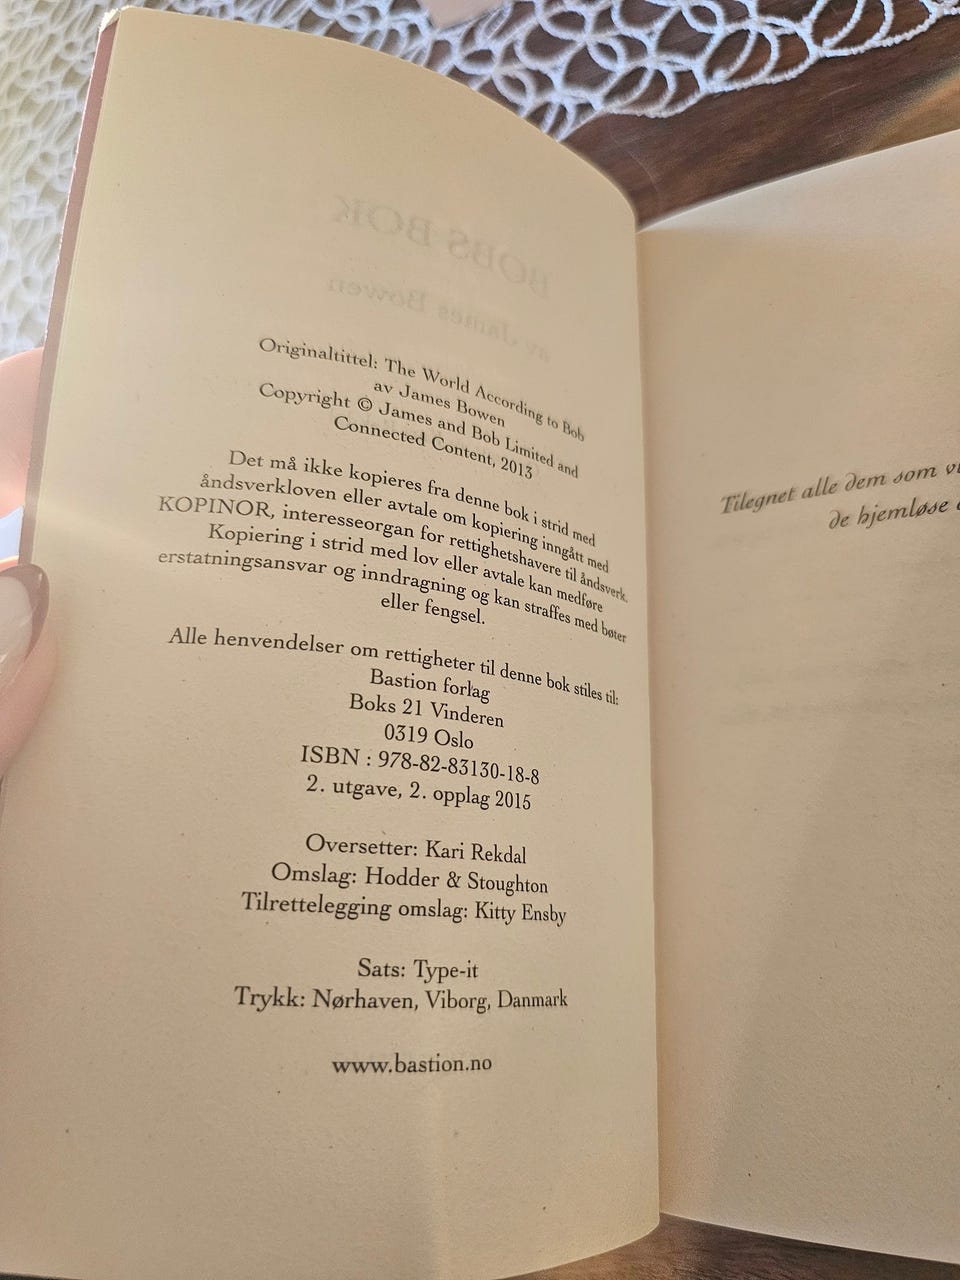 BOBS BOK
av James Bowen
Originaltittel: The World According to Bob
av James Bowen
Copyright © James and Bob Limited and
Connected Content, 2013
Det må ikke kopieres fra denne bok i strid med
åndsverkloven eller avtale om kopiering inngått med
KOPINOR, interesseorgan for rettighetshavere til åndsverk.
Kopiering i strid med lov eller avtale kan medføre
erstatningsansvar og inndragning og kan straffes med bøter
eller fengsel.
Alle henvendelser om rettigheter til denne bok stiles til:
Bastion forlag
Boks 21 Vinderen
0319 Oslo
ISBN : 978-82-83130-18-8
2. utgave, 2. opplag 2015
Oversetter: Kari Rekdal
Omslag: Hodder & Stoughton
Tilrettelegging omslag: Kitty Ensby
Sats: Type-it
Trykk: Nørhaven, Viborg, Danmark
www.bastion.no
Tilegnet alle dem som
de hjemløse